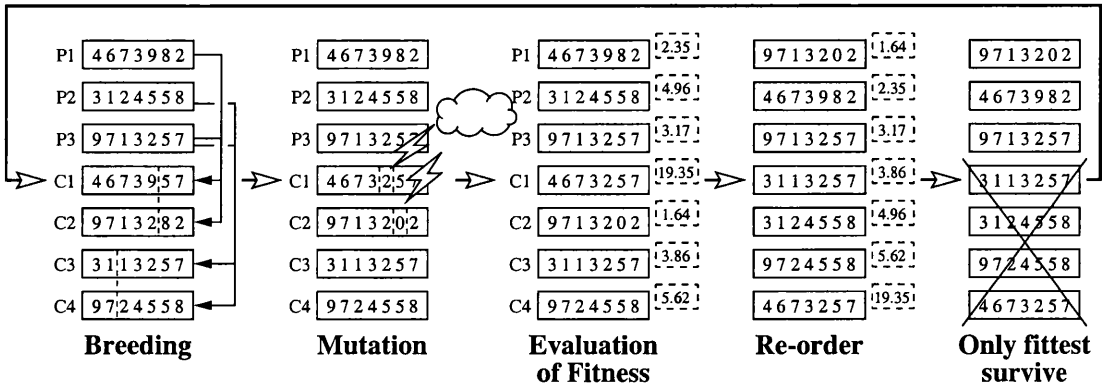 P1 4673982 P1 4673982 P1 4673982 2.35 9713202 1.64 9713202
P2 3124558 P2 3124558 P2 3124558 4.96 4673982 2.35 4673982
P3 9713257 P3 9713257 P3 9713257 3.17 9713257 3.17 9713257
C1 4673957 C1 4673257 C1 4673257 19.35 3113257 3.86 3113257
C2 9713282 C2 9713202 C2 9713202 1.64 3124558 4.96 3124558
C3 3113257 C3 3113257 C3 3113257 3.86 9724558 5.62 9724558
C4 9724558 C4 9724558 C4 9724558 5.62 4673257 19.35 4673257
Breeding Mutation Evaluation Re-order Only fittest
of Fitness survive